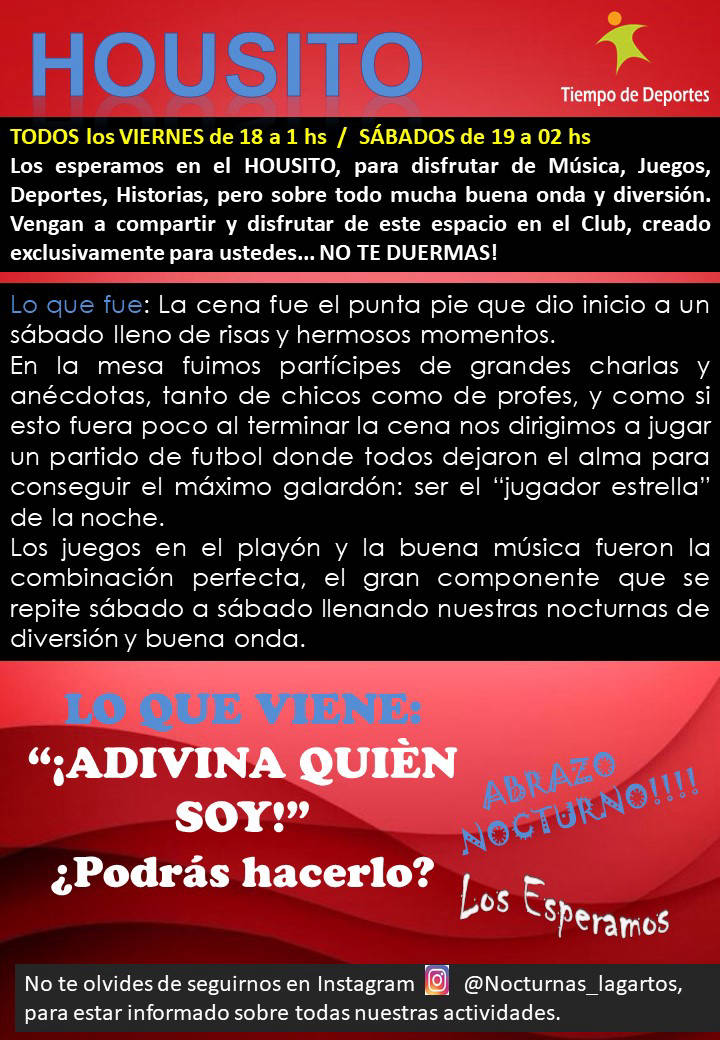 HOUSITO
Tiempo de Deportes
TODOS los VIERNES de 18 a 1 hs / SÁBADOS de 19 a 02 hs
Los esperamos en el HOUSITO, para disfrutar de Música, Juegos,
Deportes, Historias, pero sobre todo mucha buena onda y diversión.
Vengan a compartir y disfrutar de este espacio en el Club, creado
exclusivamente para ustedes... NO TE DUERMAS!
Lo que fue: La cena fue el punta pie que dio inicio a un
sábado lleno de risas y hermosos momentos.
En la mesa fuimos partícipes de grandes charlas y
anécdotas, tanto de chicos como de profes, y como si
esto fuera poco al terminar la cena nos dirigimos a jugar
un partido de futbol donde todos dejaron el alma para
conseguir el máximo galardón: ser el “jugador estrella”
de la noche.
Los juegos en el playón y la buena música fueron la
combinación perfecta, el gran componente que se
repite sábado a sábado llenando nuestras nocturnas de
diversión y buena onda.
LO QUE VIENE:
“¡ADIVINA QUIÈN
SOY!”
¿Podrás hacerlo?
ABRAZO
NOCTURNO!!!!
Los Esperamos
No te olvides de seguirnos en Instagram @Nocturnas_lagartos,
para estar informado sobre todas nuestras actividades.